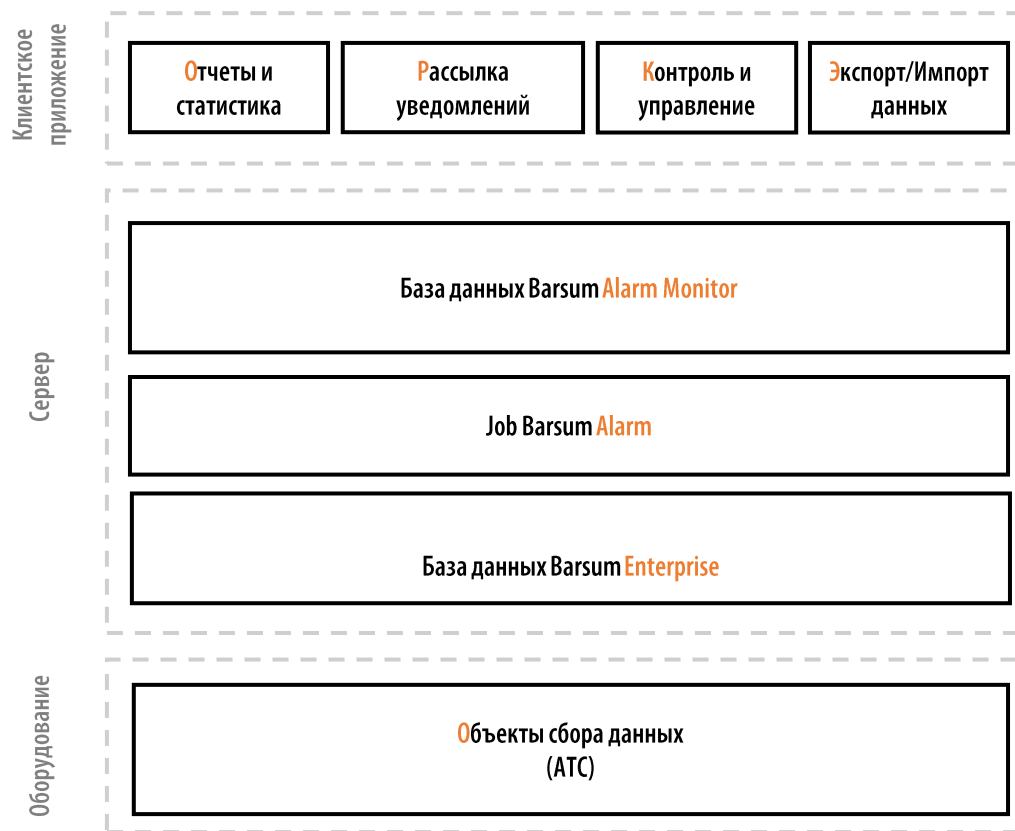 Клиентское
приложение
Отчеты и
статистика
Рассылка
уведомлений
Контроль и
управление
Экспорт/Импорт
данных
Сервер
База данных Barsum Alarm Monitor
Job Barsum Alarm
База данных Barsum Enterprise
Оборудование
Объекты сбора данных
(АТС)